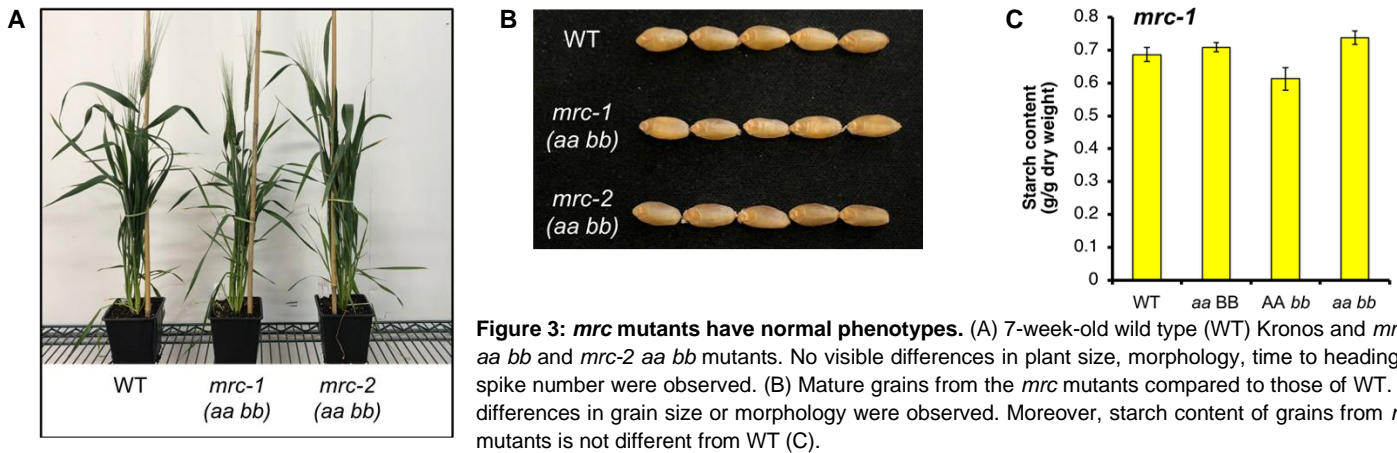 A
WT
mrc-1
(aa bb)
mrc-2
(aa bb)
B
WT
mrc-1
(aa bb)
mrc-2
(aa bb)
C
mrc-1
Starch content
(g/g dry weight)
0.8
0.7
0.6
0.5
0.4
0.3
0.2
0.1
0
WT
aa BB
AA bb
aa bb
Figure 3: mrc mutants have normal phenotypes. (A) 7-week-old wild type (WT) Kronos and
aa bb and mrc-2 aa bb mutants. No visible differences in plant size, morphology, time to heading
spike number were observed. (B) Mature grains from the mrc mutants compared to those of WT.
differences in grain size or morphology were observed. Moreover, starch content of grains from
mutants is not different from WT (C).